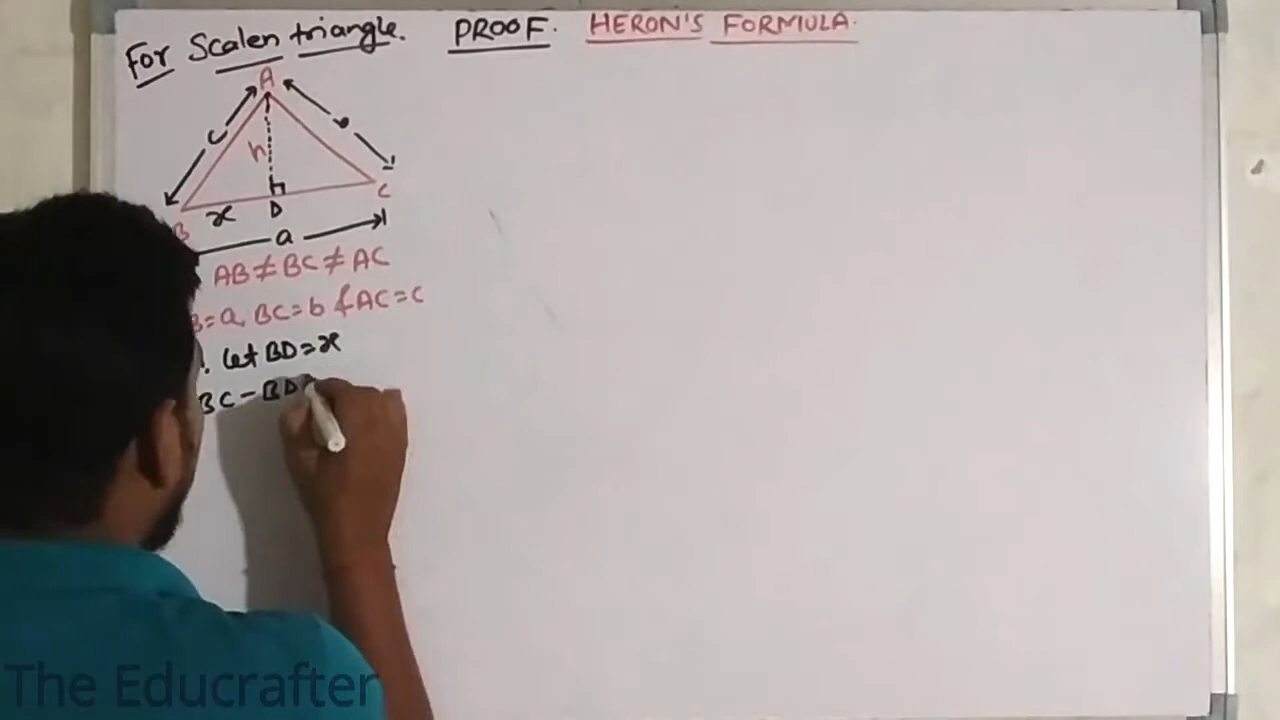 For Scalen triangle. PROOF. HERON'S FORMULA.
A
c b
h
B x D C
a
AB ≠ BC ≠ AC
B=a, BC=b & AC=c
. let BD=x
BC - BD
The Educrafter